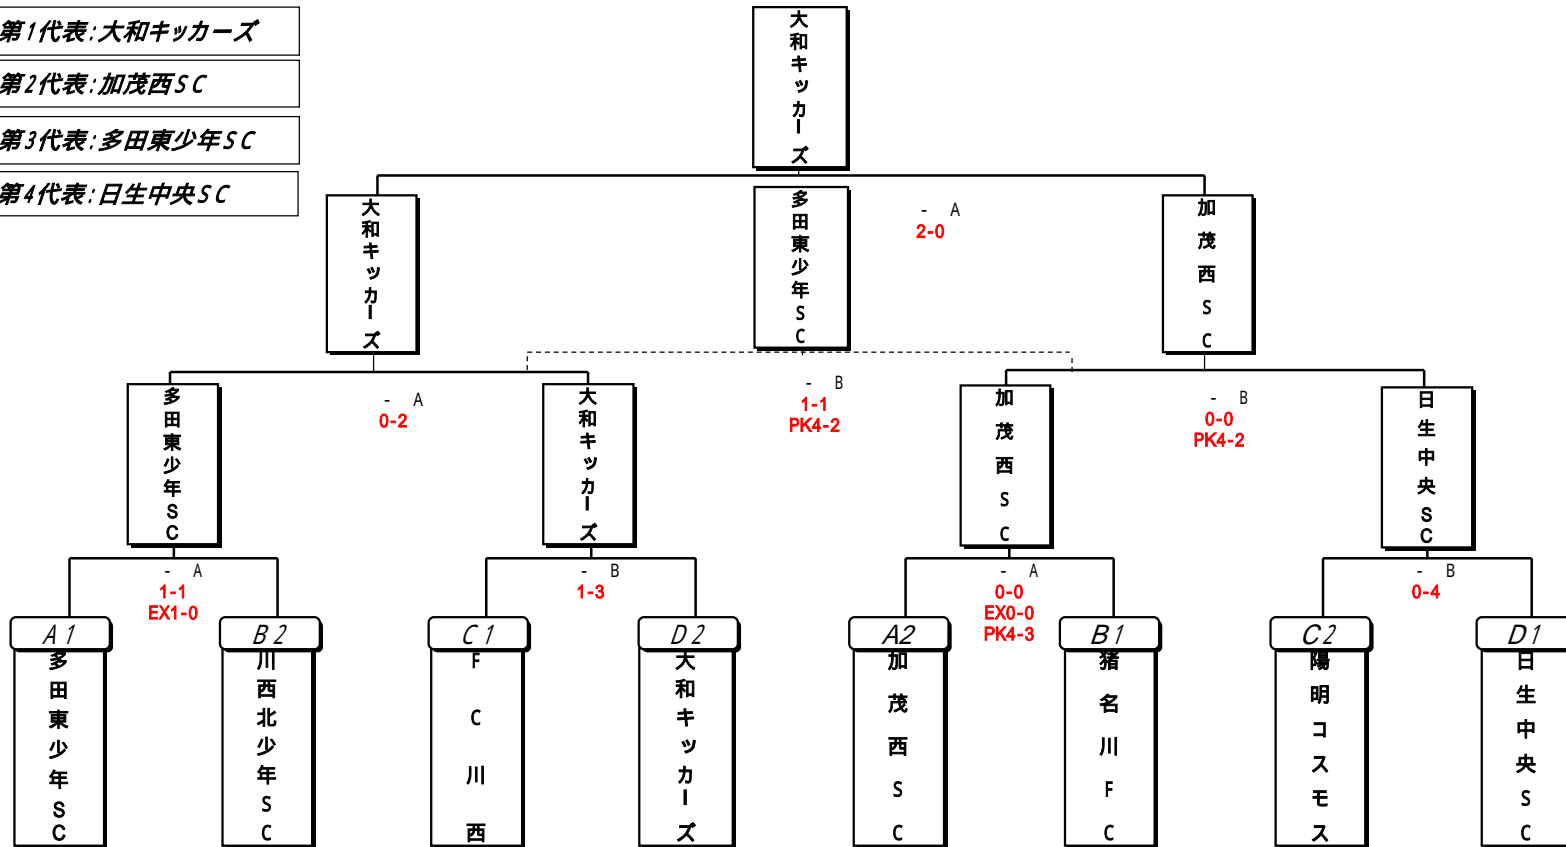 第1代表:大和キッカーズ
第2代表:加茂西SC
第3代表:多田東少年SC
第4代表:日生中央SC
大和キッカーズ
大和キッカーズ
多田東少年SC
- A
2-0
加茂西SC
多田東少年SC
- A
0-2
大和キッカーズ
- B
1-1
PK4-2
加茂西SC
- B
0-0
PK4-2
日生中央SC
- A
1-1
EX1-0
- B
1-3
- A
0-0
EX0-0
PK4-3
- B
0-4
A1
B2
C1
D2
A2
B1
C2
D1
多田東少年SC
川西北少年SC
FC川西
大和キッカーズ
加茂西SC
猪名川FC
陽明コスモス
日生中央SC